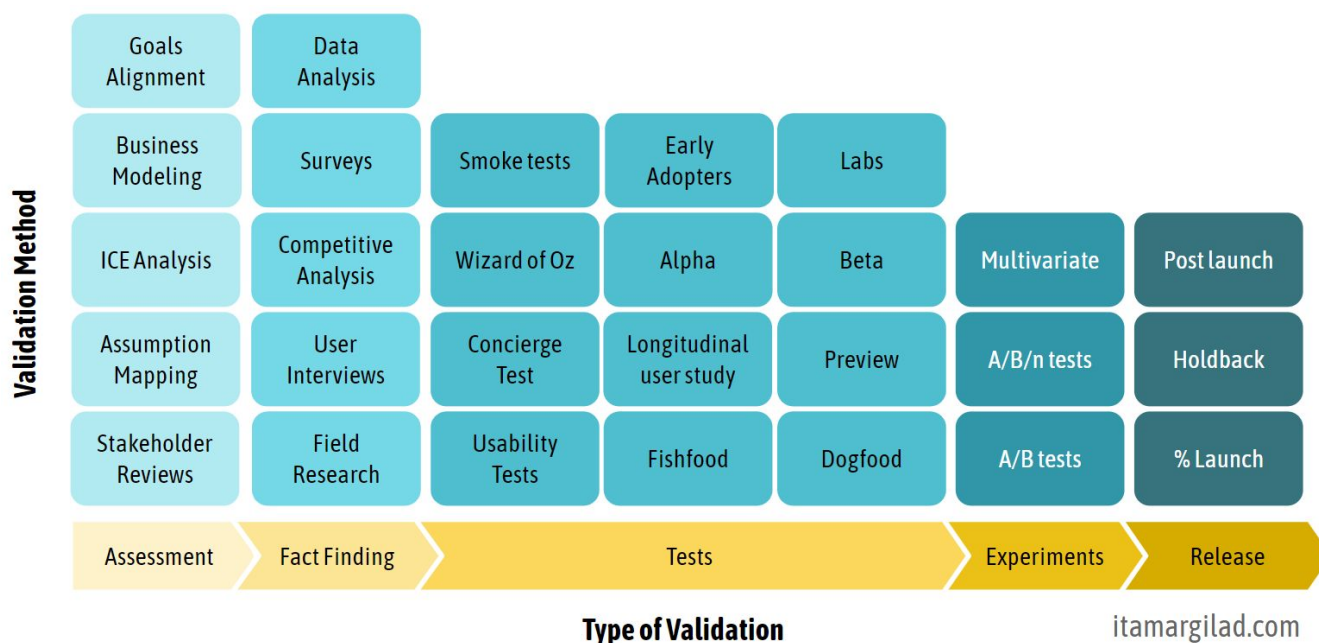 Goals
Alignment
Data
Analysis
Business
Modeling
Surveys
Smoke tests
Early
Adopters
Labs
ICE Analysis
Competitive
Analysis
Wizard of Oz
Alpha
Beta
Multivariate
Post launch
Assumption
Mapping
User
Interviews
Concierge
Test
Longitudinal
user study
Preview
A/B/n tests
Holdback
Stakeholder
Reviews
Field
Research
Usability
Tests
Fishfood
Dogfood
A/B tests
% Launch
Validation Method
Assessment
Fact Finding
Tests
Experiments
Release
Type of Validation
itamargilad.com